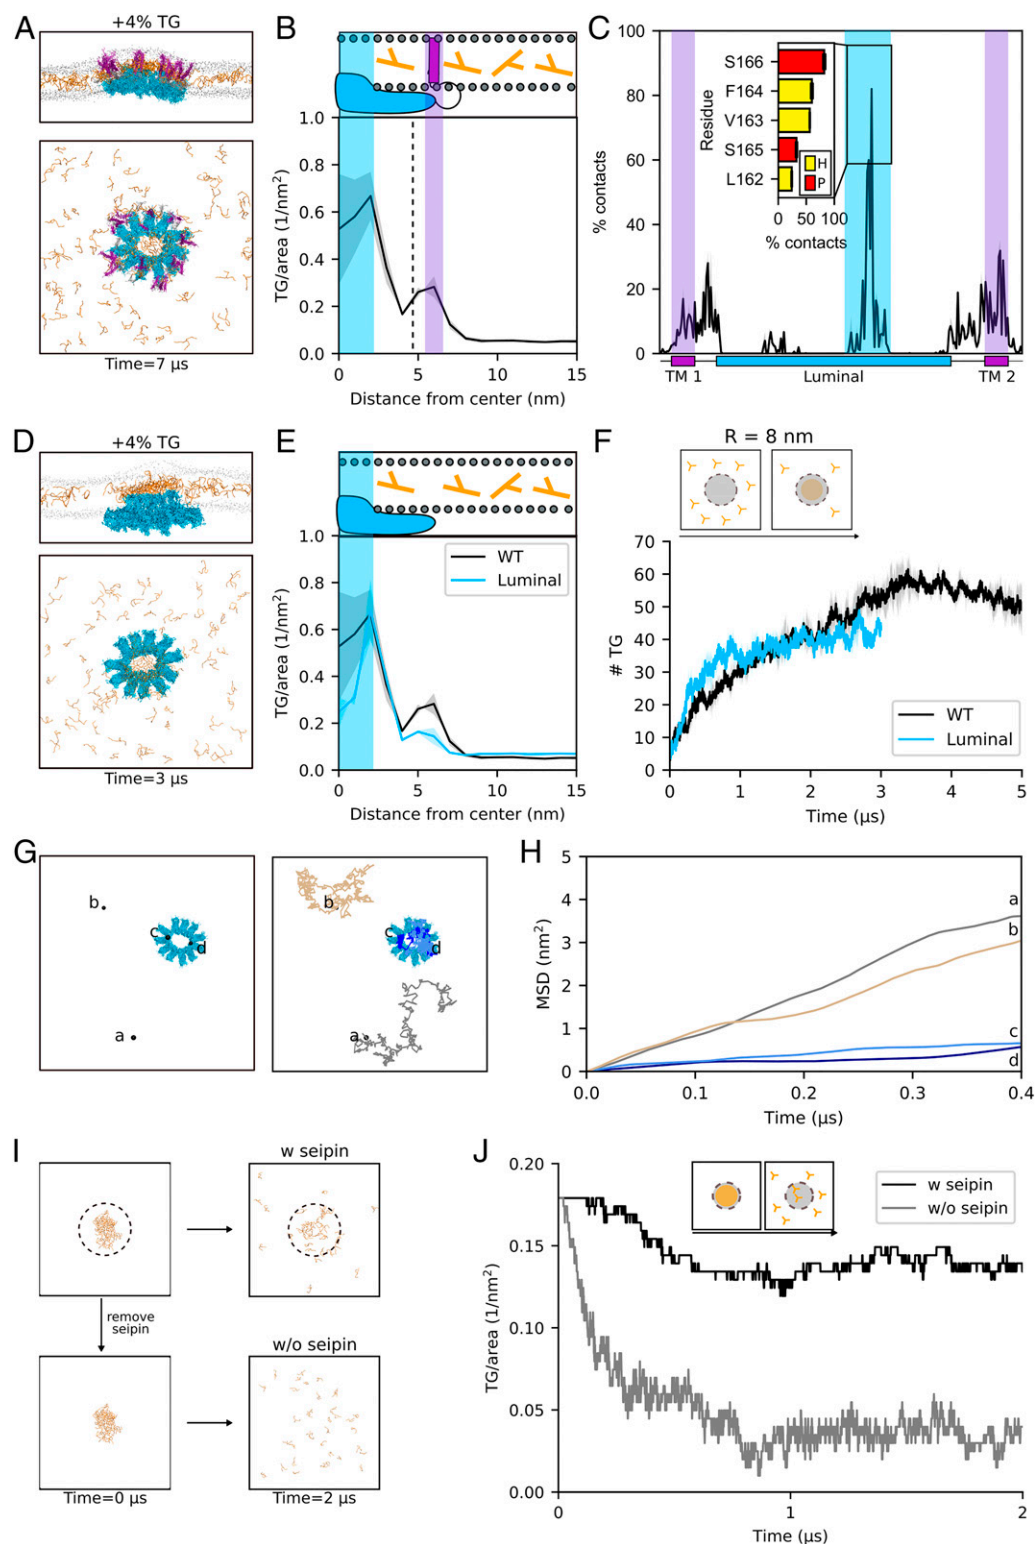 A
+4% TG
Time=7 µs
B
1.0
0.8
0.6
0.4
0.2
0.0
TG/area (1/nm²)
0
5
10
15
Distance from center (nm)
C
100
80
60
40
20
0
% contacts
Residue
S166
F164
V163
S165
L162
H
P
0
50
100
% contacts
TM 1
Luminal
TM 2
D
+4% TG
Time=3 µs
E
WT
Luminal
1.0
0.8
0.6
0.4
0.2
0.0
TG/area (1/nm²)
0
5
10
15
Distance from center (nm)
F
R = 8 nm
70
60
50
40
30
20
10
0
# TG
WT
Luminal
0
1
2
3
4
5
Time (µs)
G
b
c
d
a
b
c
d
a
H
5
4
3
2
1
0
MSD (nm²)
a
b
c
d
0.0
0.1
0.2
0.3
0.4
Time (µs)
I
w seipin
remove
seipin
w/o seipin
Time=0 µs
Time=2 µs
J
0.20
0.15
0.10
0.05
0.00
TG/area (1/nm²)
w seipin
w/o seipin
0
1
2
Time (µs)